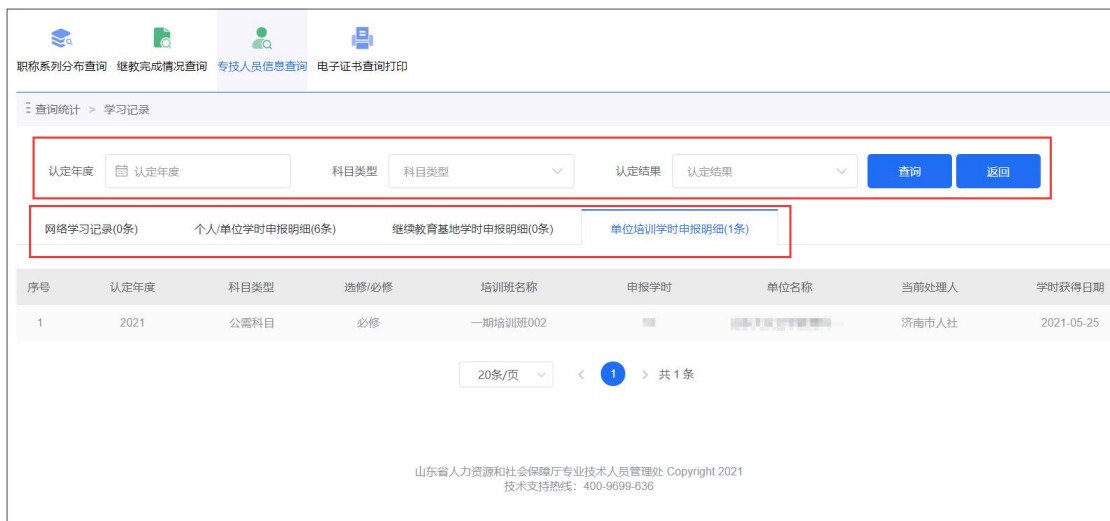 职称系列分布查询 继教完成情况查询 专技人员信息查询 电子证书查询打印
查询统计 > 学习记录
认定年度 认定年度 科目类型 科目类型 认定结果 认定结果 查询 返回
网络学习记录(0条) 个人/单位学时申报明细(6条) 继续教育基地学时申报明细(0条) 单位培训学时申报明细(1条)
序号 认定年度 科目类型 选修/必修 培训班名称 申报学时 单位名称 当前处理人 学时获得日期
1 2021 公需科目 必修 一期培训班002 济南市人社 2021-05-25
20条/页 < 1 > 共 1 条
山东省人力资源和社会保障厅专业技术人员管理处 Copyright 2021
技术支持热线：400-9699-636